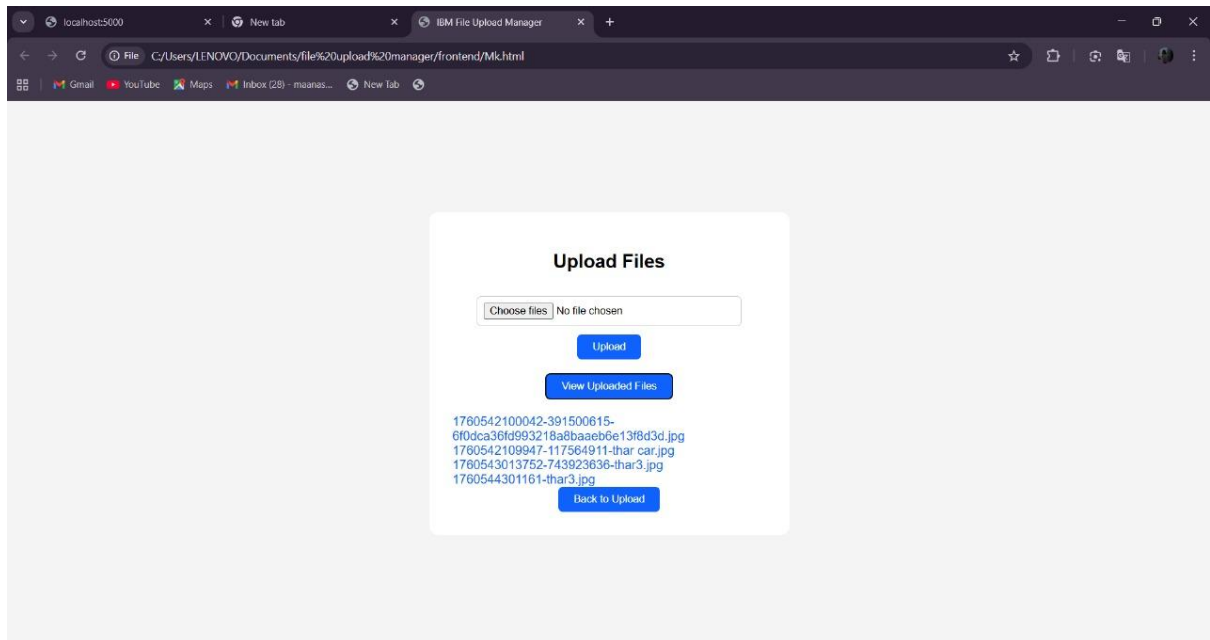 localhost:5000
New tab
IBM File Upload Manager
File C:/Users/LENOVO/Documents/file%20upload%20manager/frontend/Mk.html
Gmail YouTube Maps Inbox (28) - maanas... New Tab
Upload Files
Choose files No file chosen
Upload
View Uploaded Files
1760542100042-391500615-
6f0dca36fd993218a8baaeb6e13f8d3d.jpg
1760542109947-117564911-thar car.jpg
1760543013752-743923636-thar3.jpg
1760544301161-thar3.jpg
Back to Upload